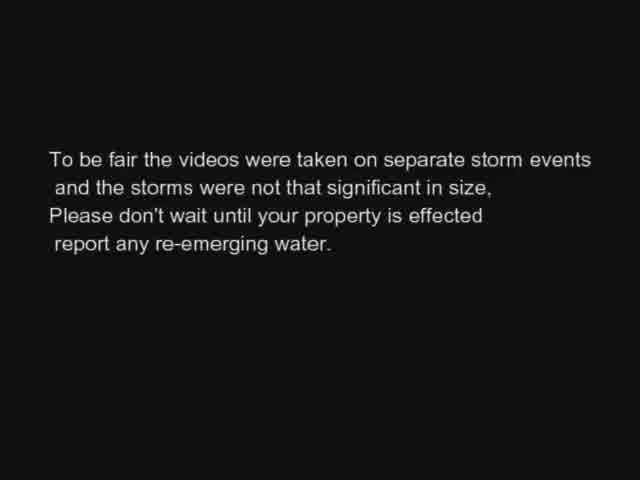 To be fair the videos were taken on separate storm events
and the storms were not that significant in size,
Please don't wait until your property is effected
report any re-emerging water.